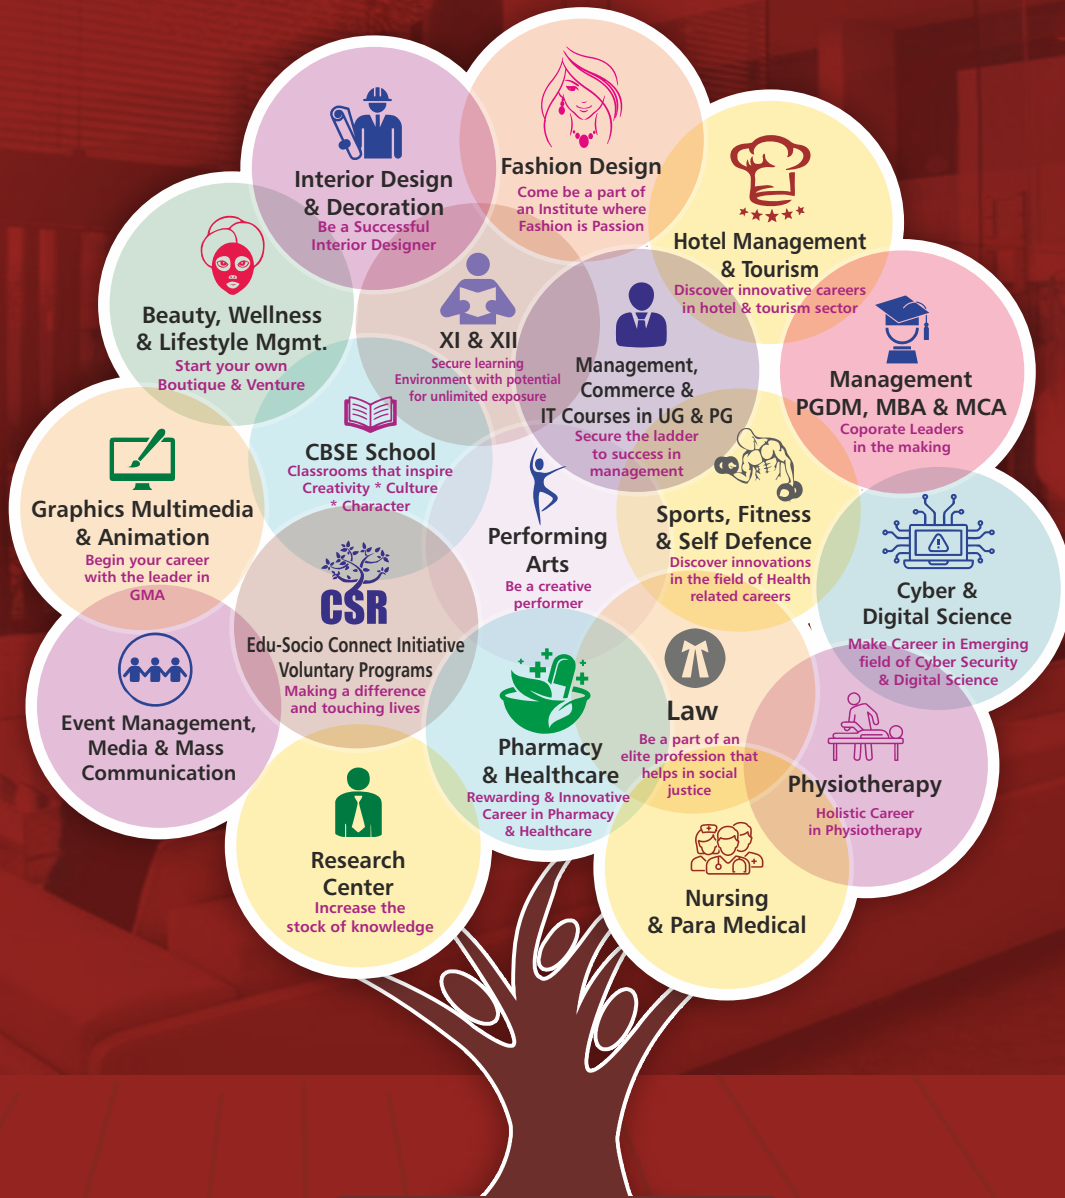 Interior Design
& Decoration
Be a Successful
Interior Designer
Fashion Design
Come be a part of
an Institute where
Fashion is Passion
Hotel Management
& Tourism
Discover innovative careers
in hotel & tourism sector
Beauty, Wellness
& Lifestyle Mgmt.
Start your own
Boutique & Venture
XI & XII
Secure learning
Environment with potential
for unlimited exposure
Management,
Commerce &
IT Courses in UG & PG
Secure the ladder
to success in
management
Management
PGDM, MBA & MCA
Coporate Leaders
in the making
CBSE School
Classrooms that inspire
Creativity * Culture
* Character
Graphics Multimedia
& Animation
Begin your career
with the leader in
GMA
Performing
Arts
Be a creative
performer
Sports, Fitness
& Self Defence
Discover innovations
in the field of Health
related careers
Cyber &
Digital Science
Make Career in Emerging
field of Cyber Security
& Digital Science
CSR
Edu-Socio Connect Initiative
Voluntary Programs
Making a difference
and touching lives
Event Management,
Media & Mass
Communication
Pharmacy
& Healthcare
Rewarding & Innovative
Career in Pharmacy
& Healthcare
Law
Be a part of an
elite profession that
helps in social
justice
Physiotherapy
Holistic Career
in Physiotherapy
Research
Center
Increase the
stock of knowledge
Nursing
& Para Medical